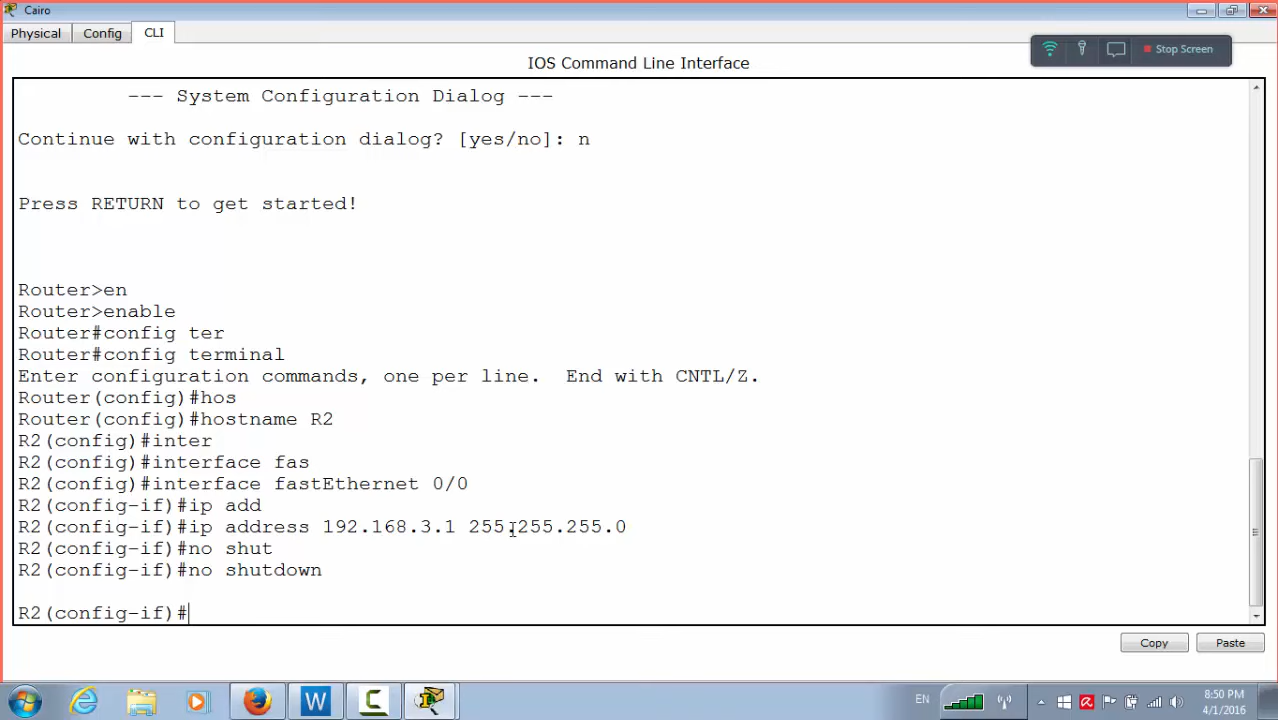 Cairo
Physical Config CLI
Stop Screen
IOS Command Line Interface
--- System Configuration Dialog ---
Continue with configuration dialog? [yes/no]: n
Press RETURN to get started!
Router>en
Router>enable
Router#config ter
Router#config terminal
Enter configuration commands, one per line.  End with CNTL/Z.
Router(config)#hos
Router(config)#hostname R2
R2(config)#inter
R2(config)#interface fas
R2(config)#interface fastEthernet 0/0
R2(config-if)#ip add
R2(config-if)#ip address 192.168.3.1 255.255.255.0
R2(config-if)#no shut
R2(config-if)#no shutdown
R2(config-if)#
Copy Paste
EN
8:50 PM
4/1/2016